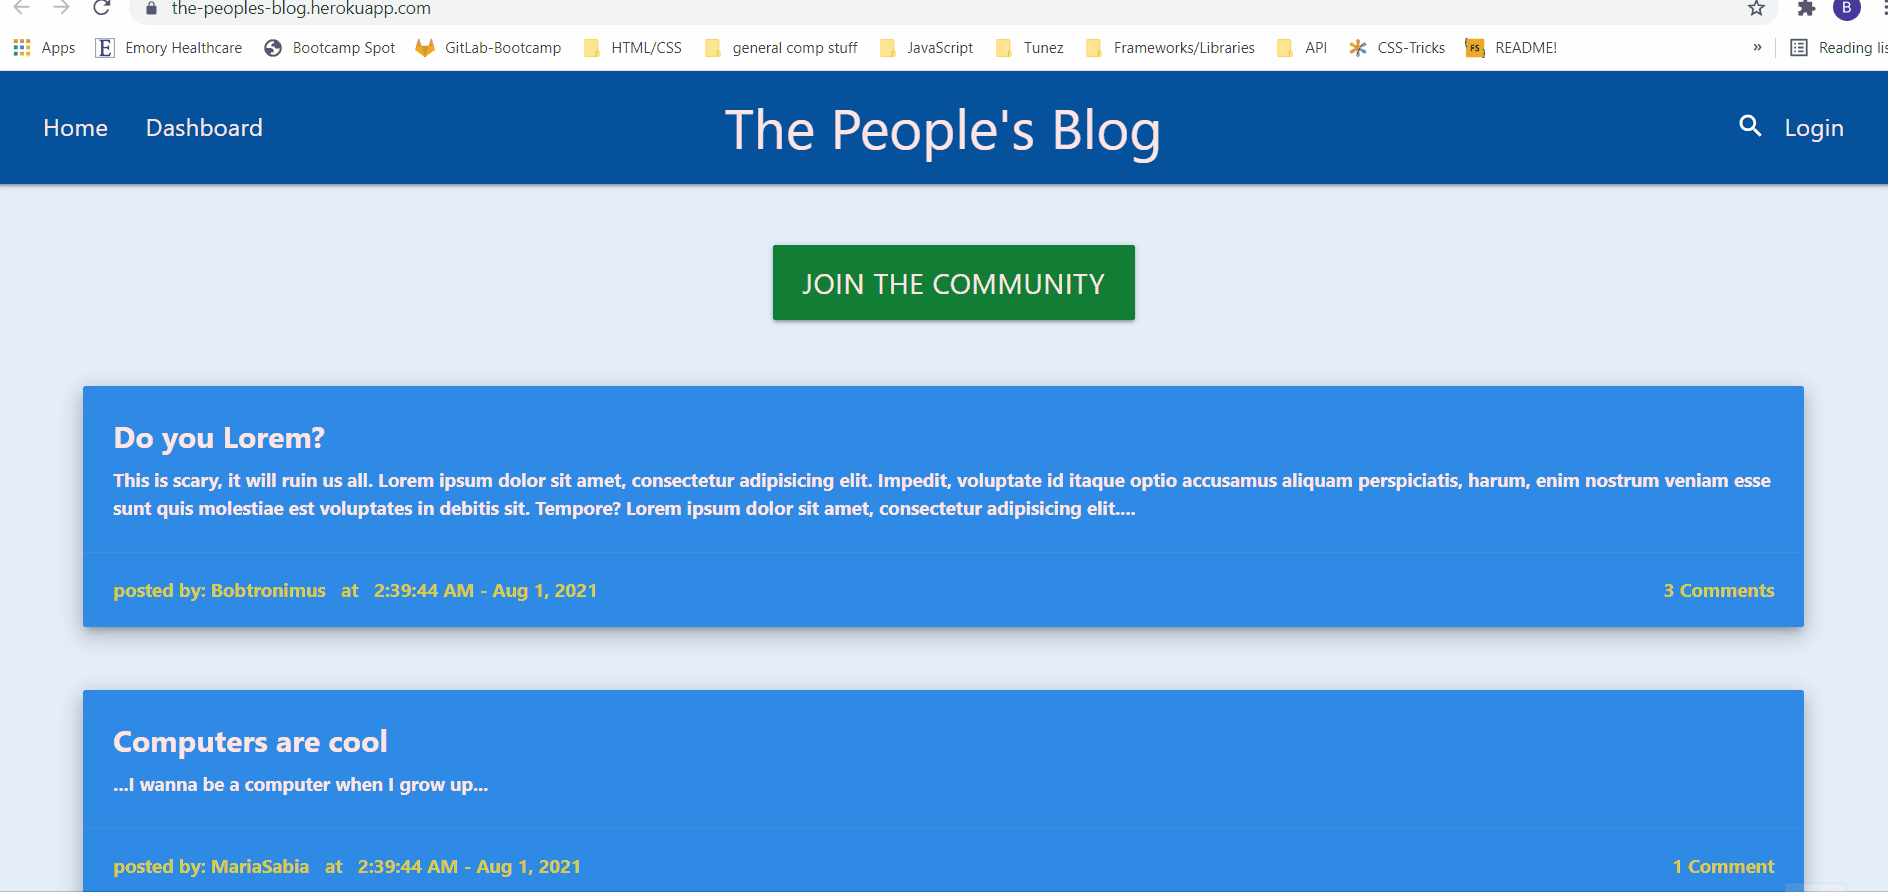 the-peoples-blog.herokuapp.com B
Apps E Emory Healthcare Bootcamp Spot GitLab-Bootcamp HTML/CSS general comp stuff JavaScript Tunez Frameworks/Libraries API CSS-Tricks FS README! » Reading lis
Home Dashboard The People's Blog Login
JOIN THE COMMUNITY
Do you Lorem?
This is scary, it will ruin us all. Lorem ipsum dolor sit amet, consectetur adipisicing elit. Impedit, voluptate id itaque optio accusamus aliquam perspiciatis, harum, enim nostrum veniam esse
sunt quis molestiae est voluptates in debitis sit. Tempore? Lorem ipsum dolor sit amet, consectetur adipisicing elit....
posted by: Bobtronimus at 2:39:44 AM - Aug 1, 2021 3 Comments
Computers are cool
...I wanna be a computer when I grow up...
posted by: MariaSabia at 2:39:44 AM - Aug 1, 2021 1 Comment